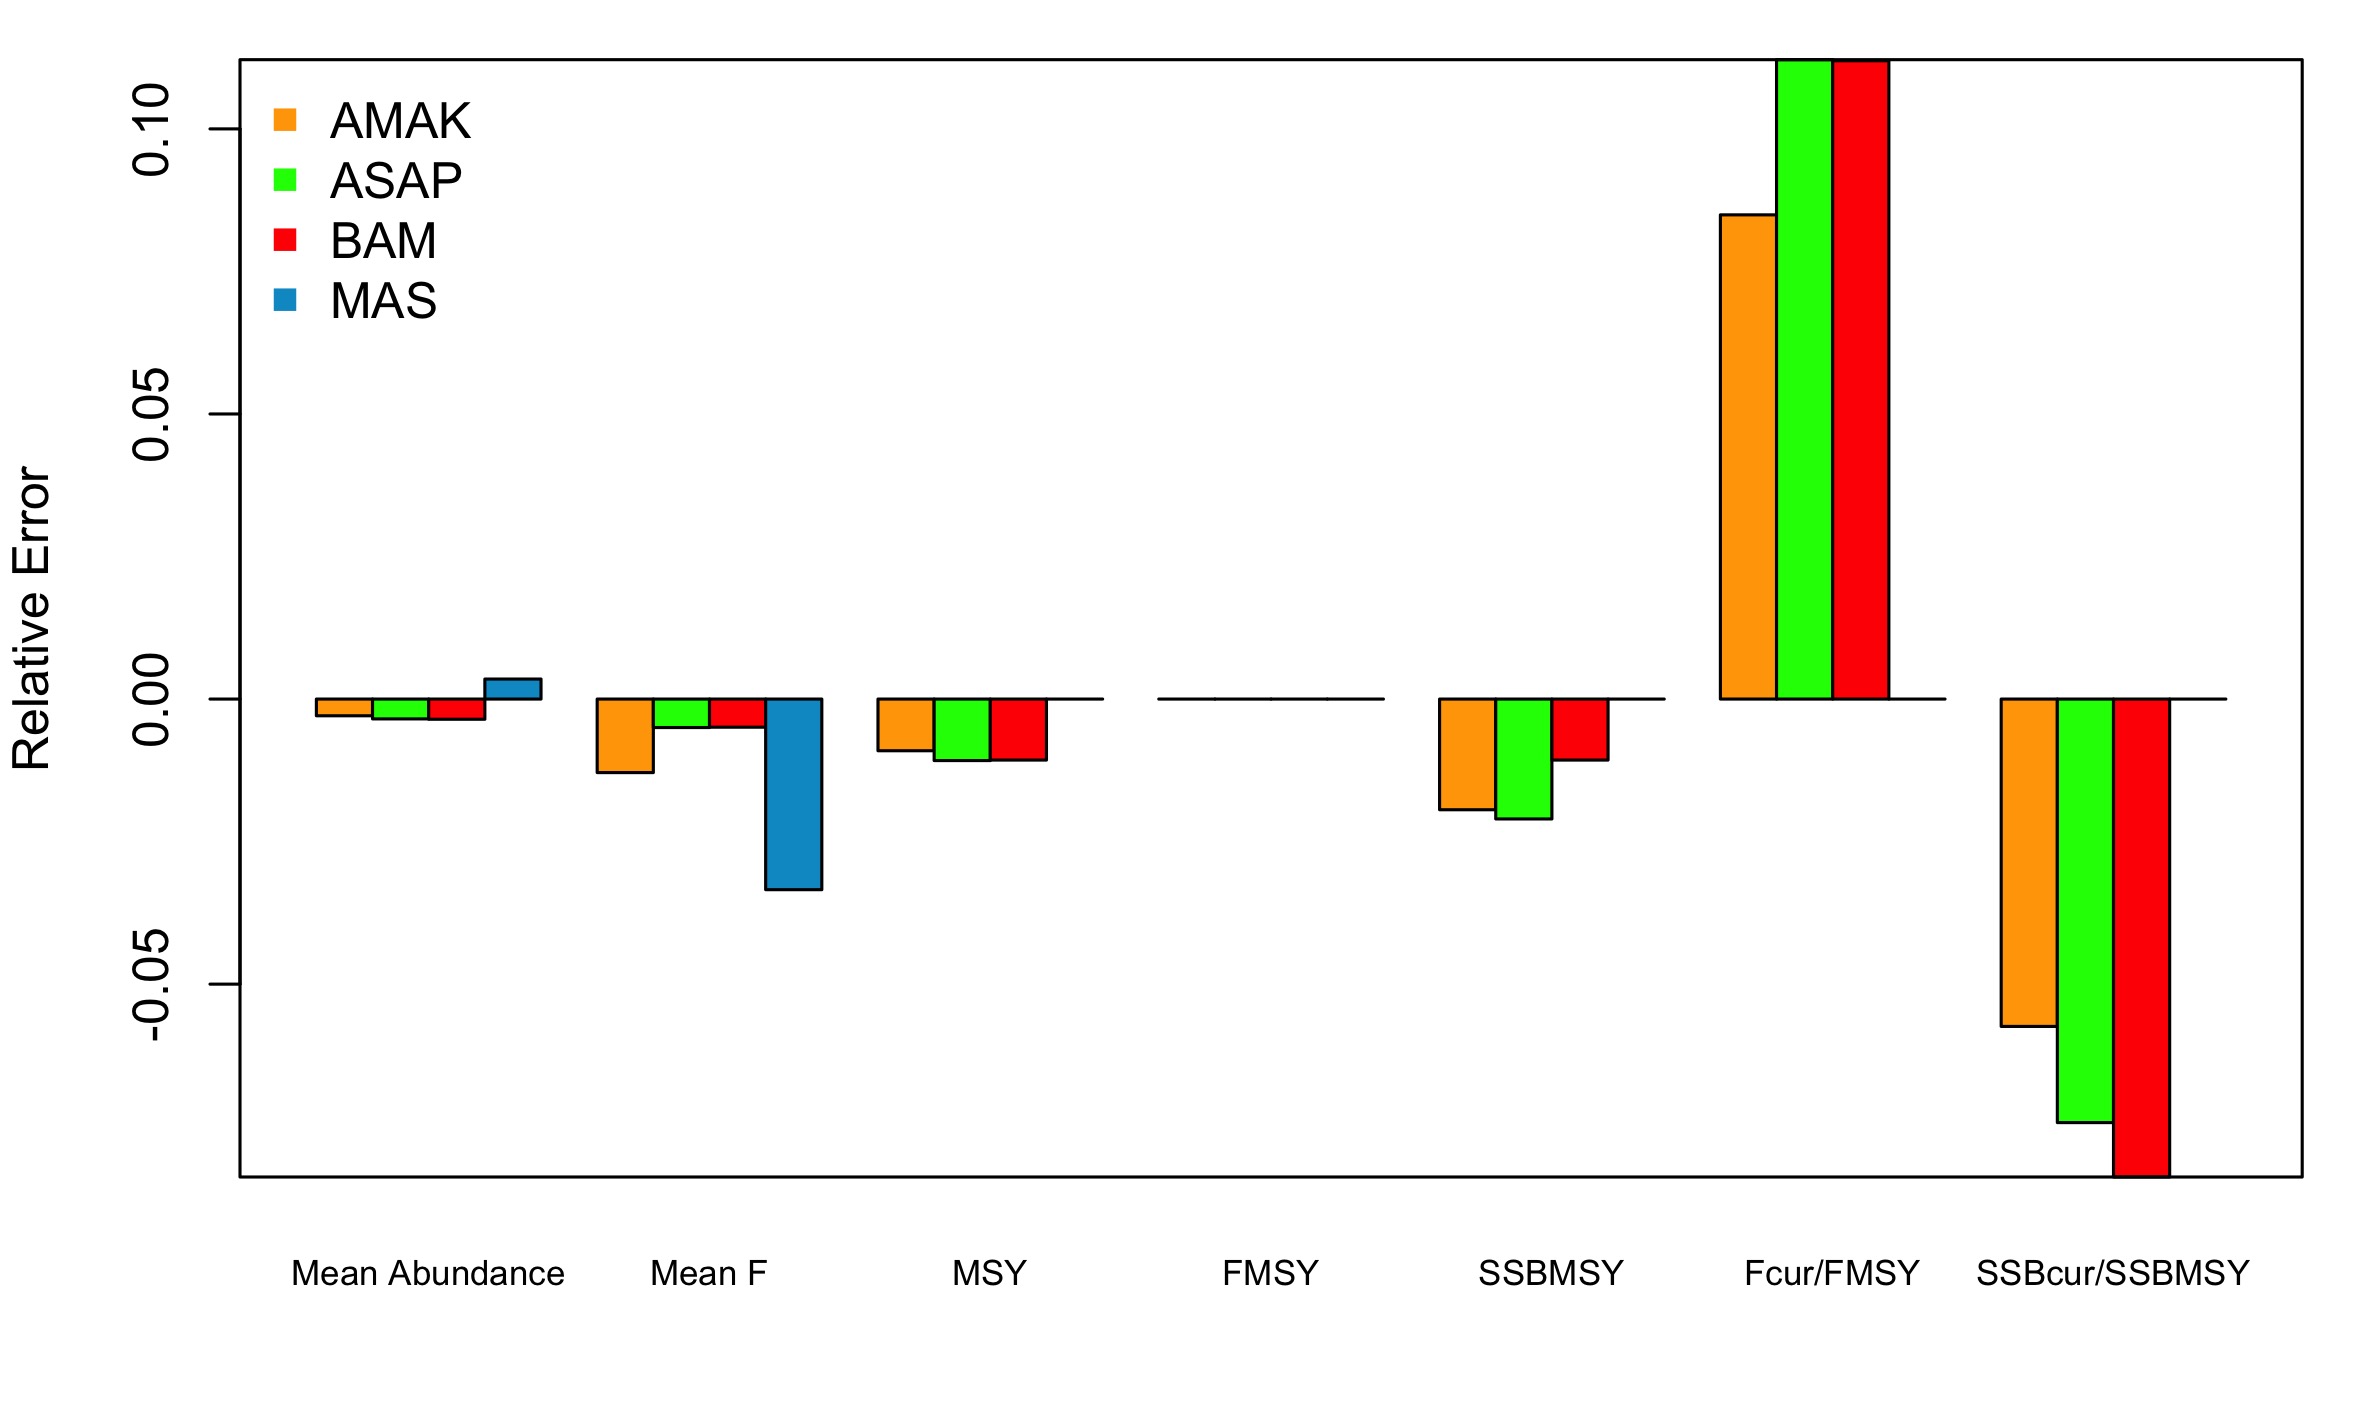 Relative Error
0.10
0.05
0.00
-0.05
AMAK
ASAP
BAM
MAS
Mean Abundance
Mean F
MSY
FMSY
SSBMSY
Fcur/FMSY
SSBcur/SSBMSY